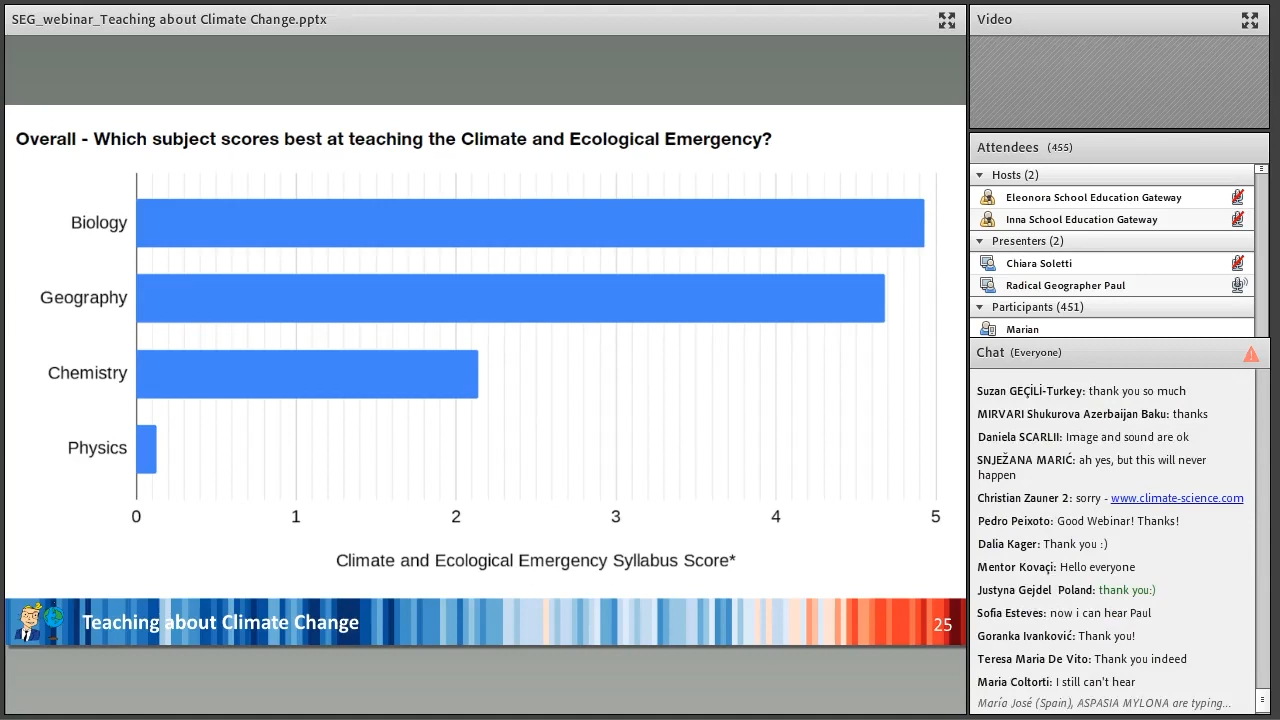 SEG_webinar_Teaching about Climate Change.pptx
Overall - Which subject scores best at teaching the Climate and Ecological Emergency?
Biology
Geography
Chemistry
Physics
0 1 2 3 4 5
Climate and Ecological Emergency Syllabus Score*
Teaching about Climate Change
25
Video
Attendees (455)
Hosts (2)
Eleonora School Education Gateway
Inna School Education Gateway
Presenters (2)
Chiara Soletti
Radical Geographer Paul
Participants (451)
Marian
Chat (Everyone)
Suzan GEÇİLİ-Turkey: thank you so much
MIRVARI Shukurova Azerbaijan Baku: thanks
Daniela SCARLII: Image and sound are ok
SNJEŽANA MARIĆ: ah yes, but this will never
happen
Christian Zauner 2: sorry - www.climate-science.com
Pedro Peixoto: Good Webinar! Thanks!
Dalia Kager: Thank you :)
Mentor Kovaçi: Hello everyone
Justyna Gejdel  Poland: thank you:)
Sofia Esteves: now i can hear Paul
Goranka Ivanković: Thank you!
Teresa Maria De Vito: Thank you indeed
Maria Coltorti: I still can't hear
María José (Spain), ASPASIA MYLONA are typing...